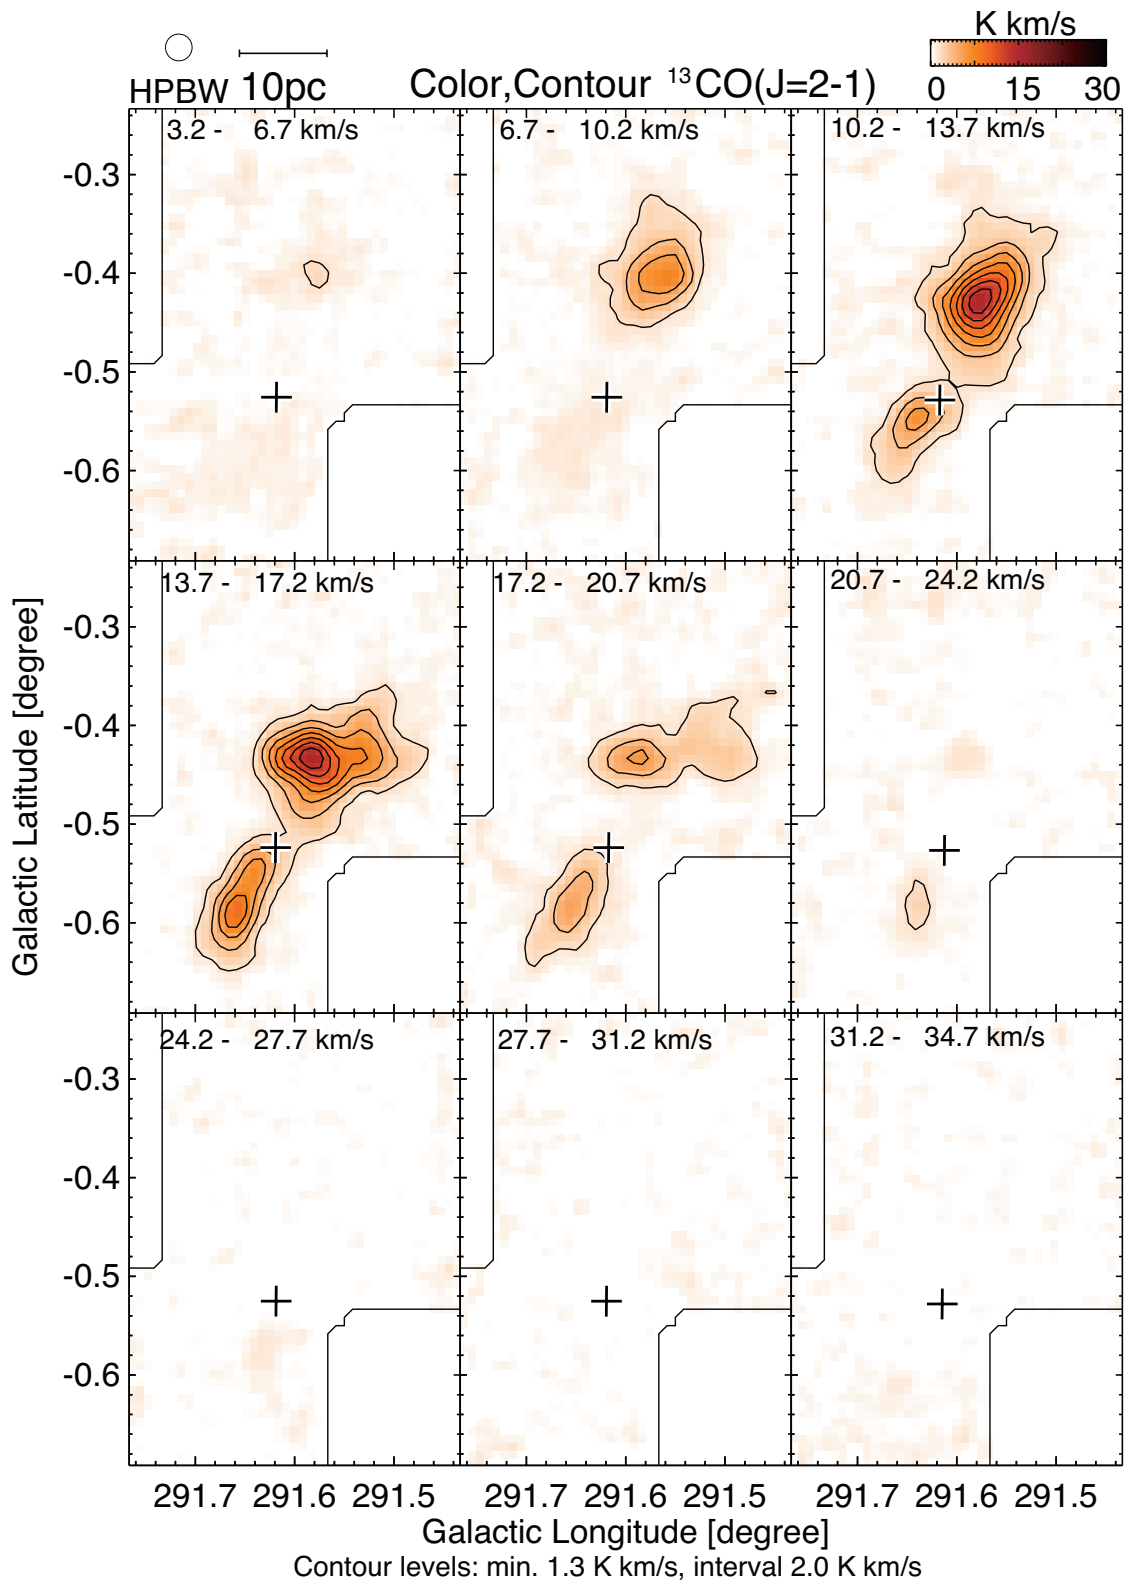 K km/s
HPBW 10pc Color,Contour ¹³CO(J=2-1) 0 15 30
3.2 - 6.7 km/s 6.7 - 10.2 km/s 10.2 - 13.7 km/s
-0.3
-0.4
-0.5
-0.6
13.7 - 17.2 km/s 17.2 - 20.7 km/s 20.7 - 24.2 km/s
-0.3
-0.4
-0.5
-0.6
Galactic Latitude [degree]
24.2 - 27.7 km/s 27.7 - 31.2 km/s 31.2 - 34.7 km/s
-0.3
-0.4
-0.5
-0.6
291.7 291.6 291.5 291.7 291.6 291.5 291.7 291.6 291.5
Galactic Longitude [degree]
Contour levels: min. 1.3 K km/s, interval 2.0 K km/s